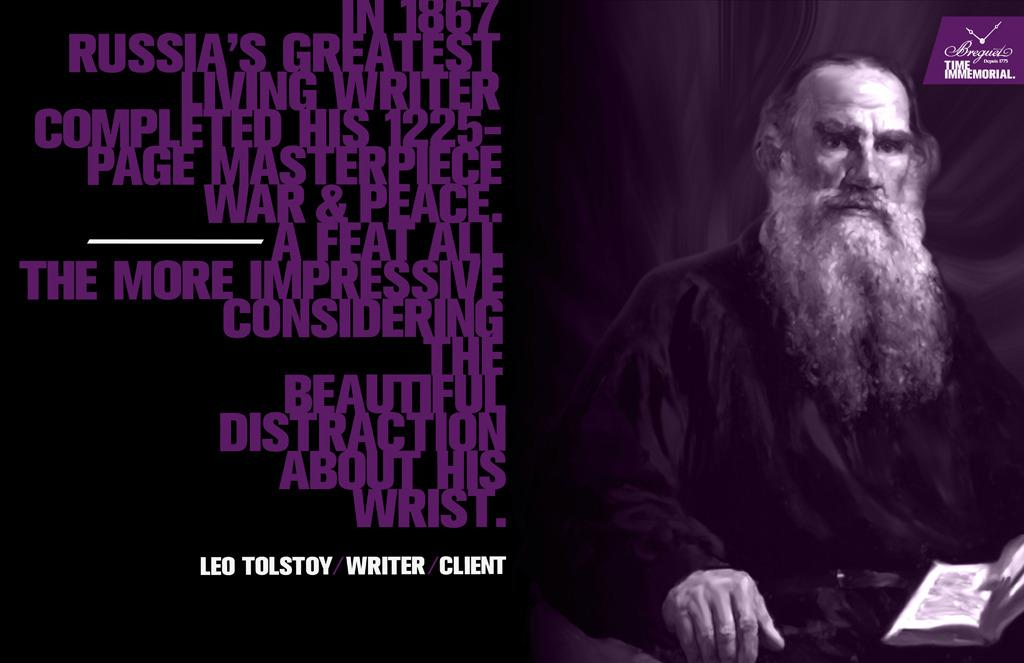 IN 1867
RUSSIA'S GREATEST
LIVING WRITER
COMPLETED HIS 1225-
PAGE MASTERPIECE
WAR & PEACE.
A FEAT ALL
THE MORE IMPRESSIVE
CONSIDERING
THE
BEAUTIFUL
DISTRACTION
ABOUT HIS
WRIST.
LEO TOLSTOY/WRITER/CLIENT
Breguet
Depuis 1775
TIME
IMMEMORIAL.